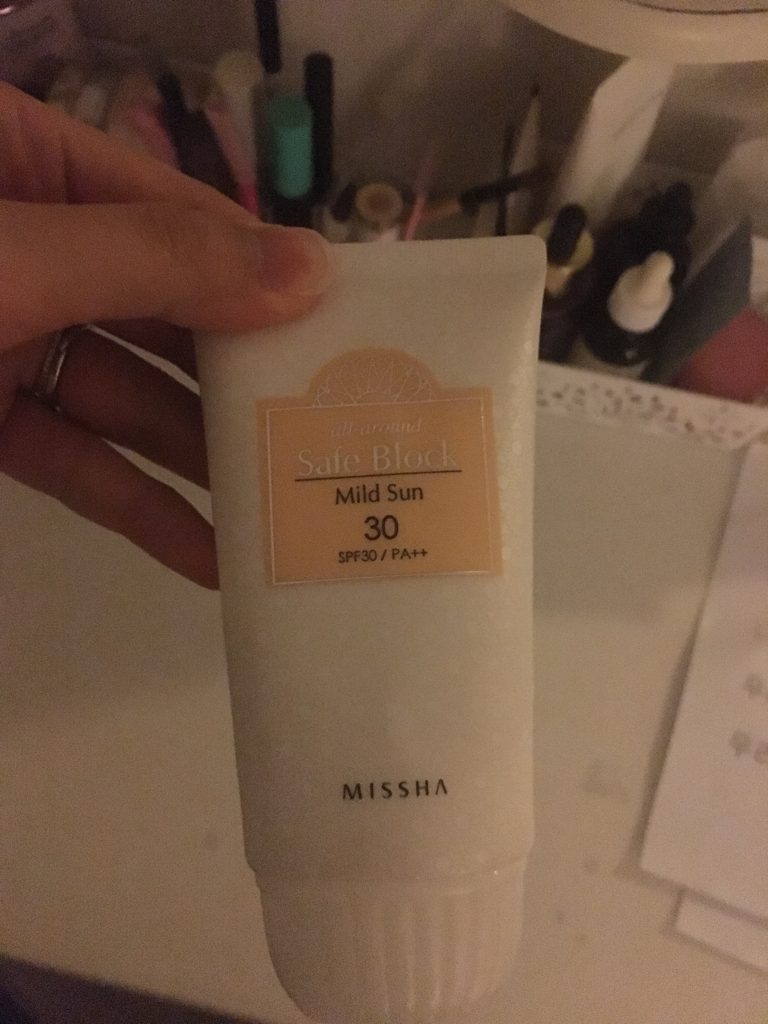 all-around
Safe Block
Mild Sun
30
SPF30 / PA++
MISSHA